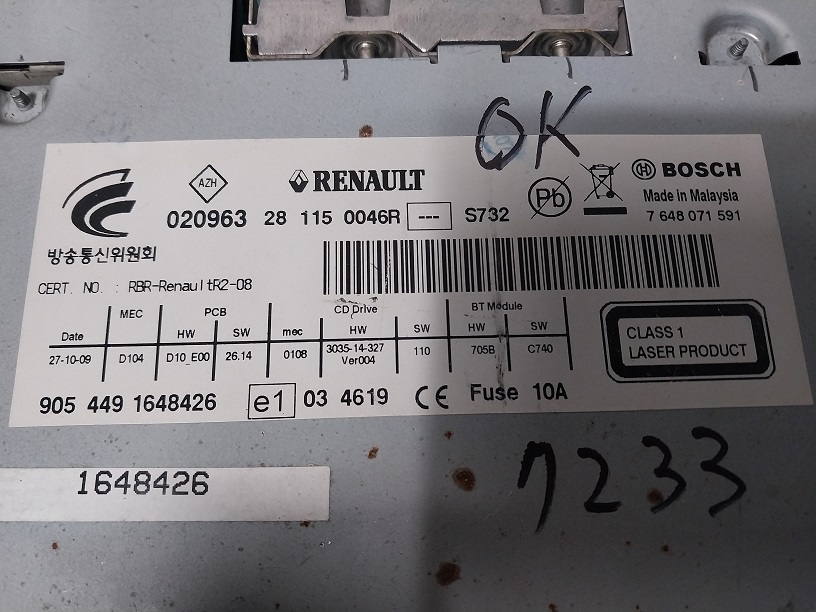 OK
AZH
RENAULT
Pb
BOSCH
Made in Malaysia
020963 28 115 0046R --- S732
7 648 071 591
방송통신위원회
CERT. NO. : RBR-RenaultR2-08
MEC PCB CD Drive BT Module
Date HW SW mec HW SW HW SW
27-10-09 D104 D10_E00 26.14 0108 3035-14-327 110 705B C740
Ver004
CLASS 1
LASER PRODUCT
905 449 1648426 e1 03 4619 CE Fuse 10A
1648426
7233